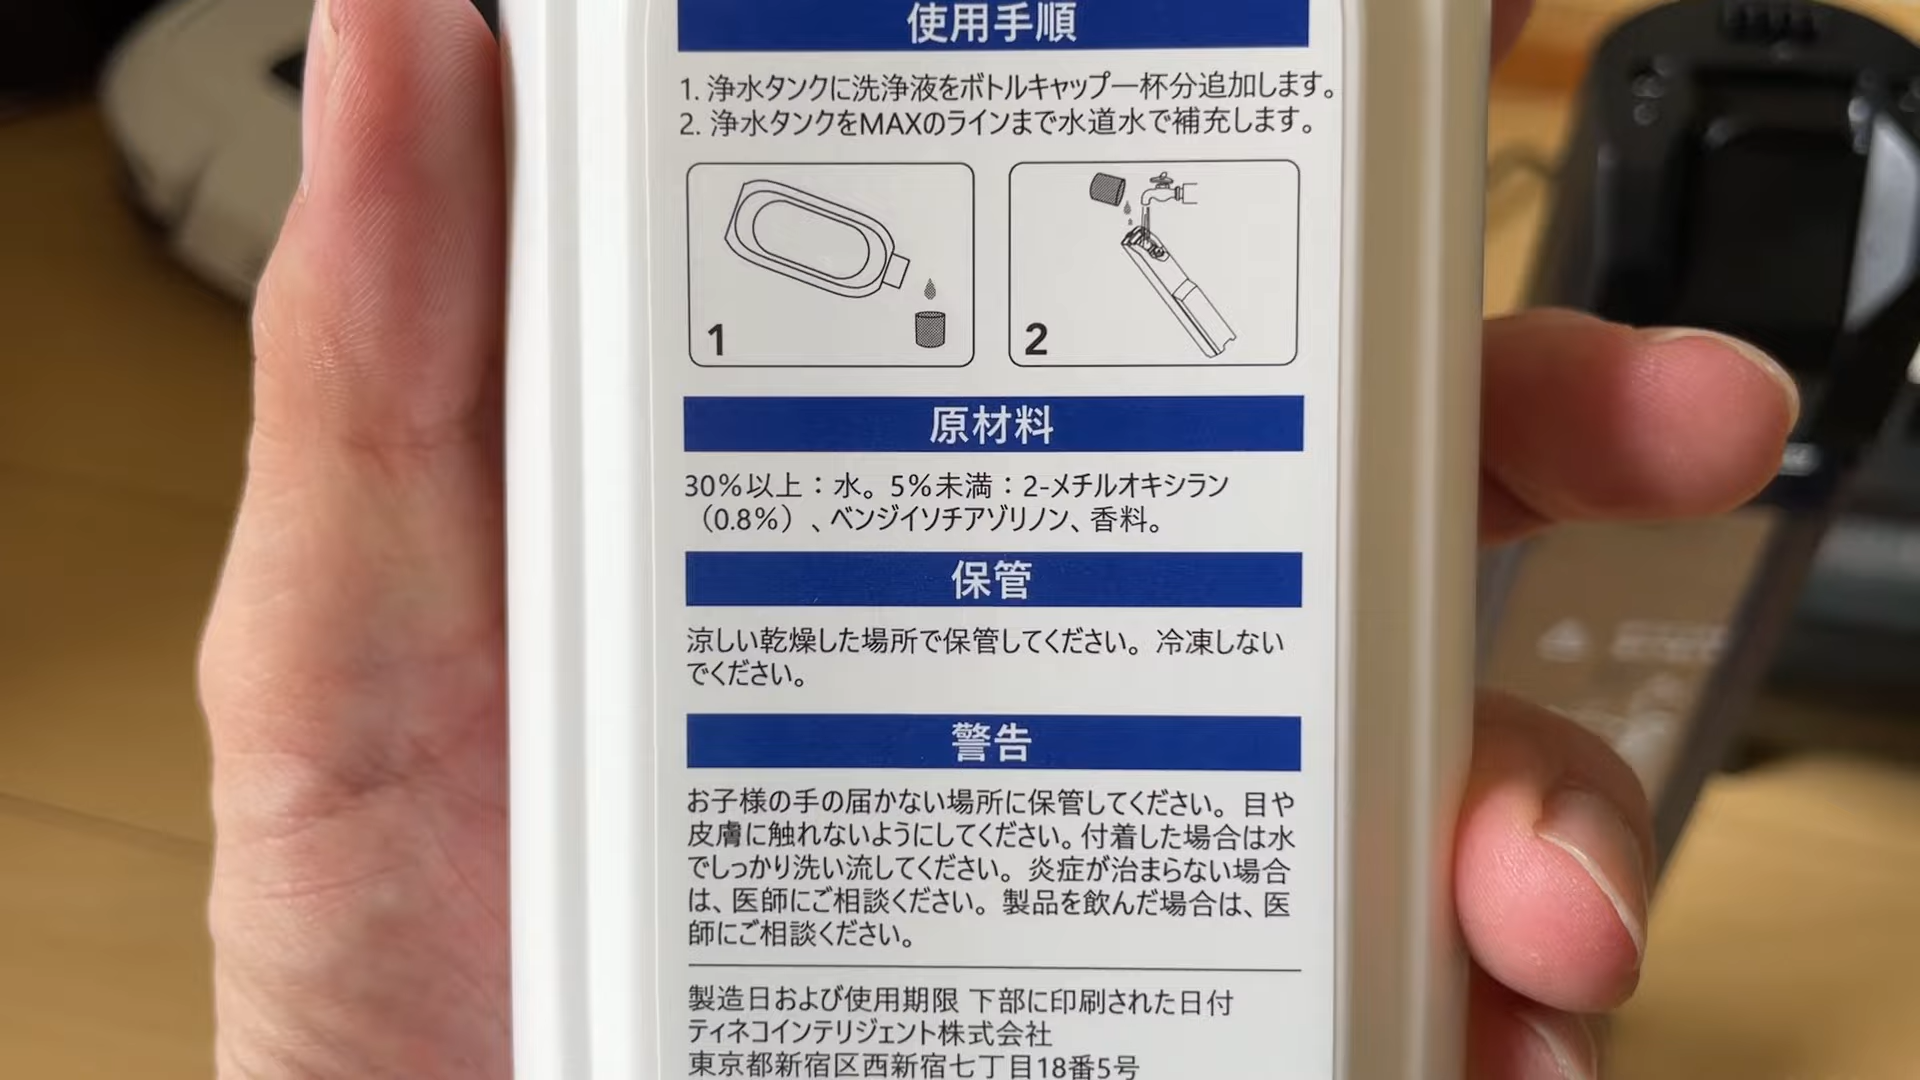 使用手順
1. 浄水タンクに洗浄液をボトルキャップ一杯分追加します。
2. 浄水タンクをMAXのラインまで水道水で補充します。
1
2
原材料
30%以上：水。5%未満：2-メチルオキシラン
（0.8%）、ベンジイソチアゾリノン、香料。
保管
涼しい乾燥した場所で保管してください。冷凍しない
でください。
警告
お子様の手の届かない場所に保管してください。目や
皮膚に触れないようにしてください。付着した場合は水
でしっかり洗い流してください。炎症が治まらない場合
は、医師にご相談ください。製品を飲んだ場合は、医
師にご相談ください。
製造日および使用期限 下部に印刷された日付
ティネコインテリジェント株式会社
東京都新宿区西新宿七丁目18番5号